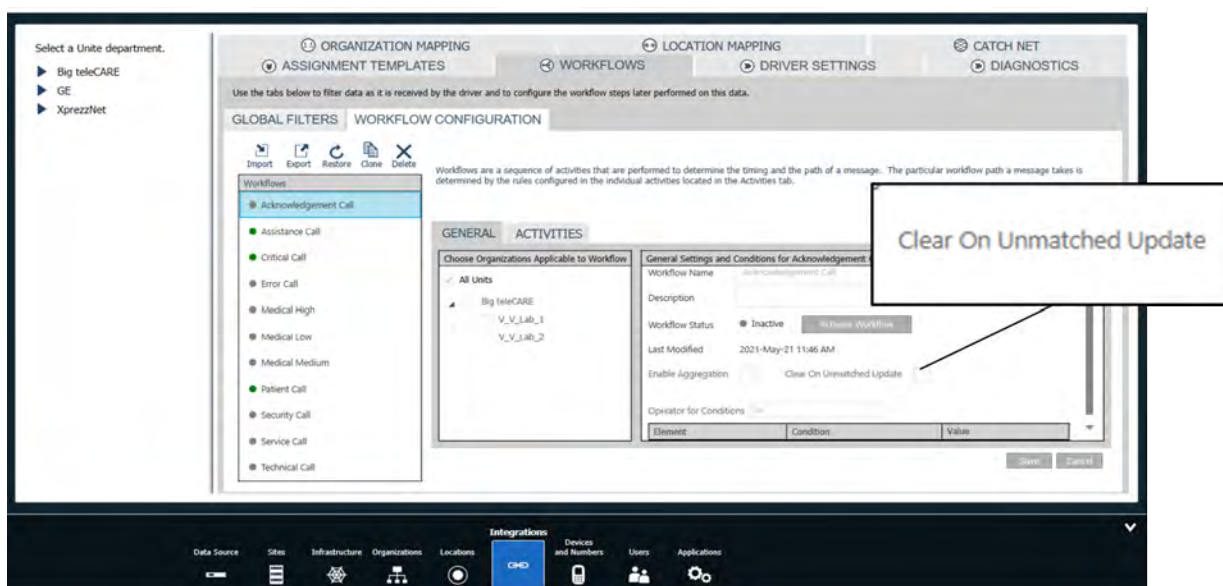 Select a Unite department.
Big teleCARE
GE
XprezzNet
ORGANIZATION MAPPING
LOCATION MAPPING
CATCH NET
ASSIGNMENT TEMPLATES
WORKFLOWS
DRIVER SETTINGS
DIAGNOSTICS
Use the tabs below to filter data as it is received by the driver and to configure the workflow steps later performed on this data.
GLOBAL FILTERS
WORKFLOW CONFIGURATION
Import
Export
Restore
Clone
Delete
Workflows are a sequence of activities that are performed to determine the timing and the path of a message. The particular workflow path a message takes is
determined by the rules configured in the individual activities located in the Activities tab.
Workflows
Acknowledgement Call
Assistance Call
Critical Call
Error Call
Medical High
Medical Low
Medical Medium
Patient Call
Security Call
Service Call
Technical Call
GENERAL
ACTIVITIES
Choose Organizations Applicable to Workflow
All Units
Big teleCARE
V_V_Lab_1
V_V_Lab_2
General Settings and Conditions for Acknowledgement
Workflow Name
Acknowledgement Call
Description
Workflow Status
Inactive
Activate Workflow
Last Modified
2021-May-21 11:46 AM
Enable Aggregation
Clear On Unmatched Update
Operator for Conditions
Element
Condition
Value
Save
Cancel
Clear On Unmatched Update
Data Source
Sites
Infrastructure
Organizations
Locations
Integrations
Devices
and Numbers
Users
Applications